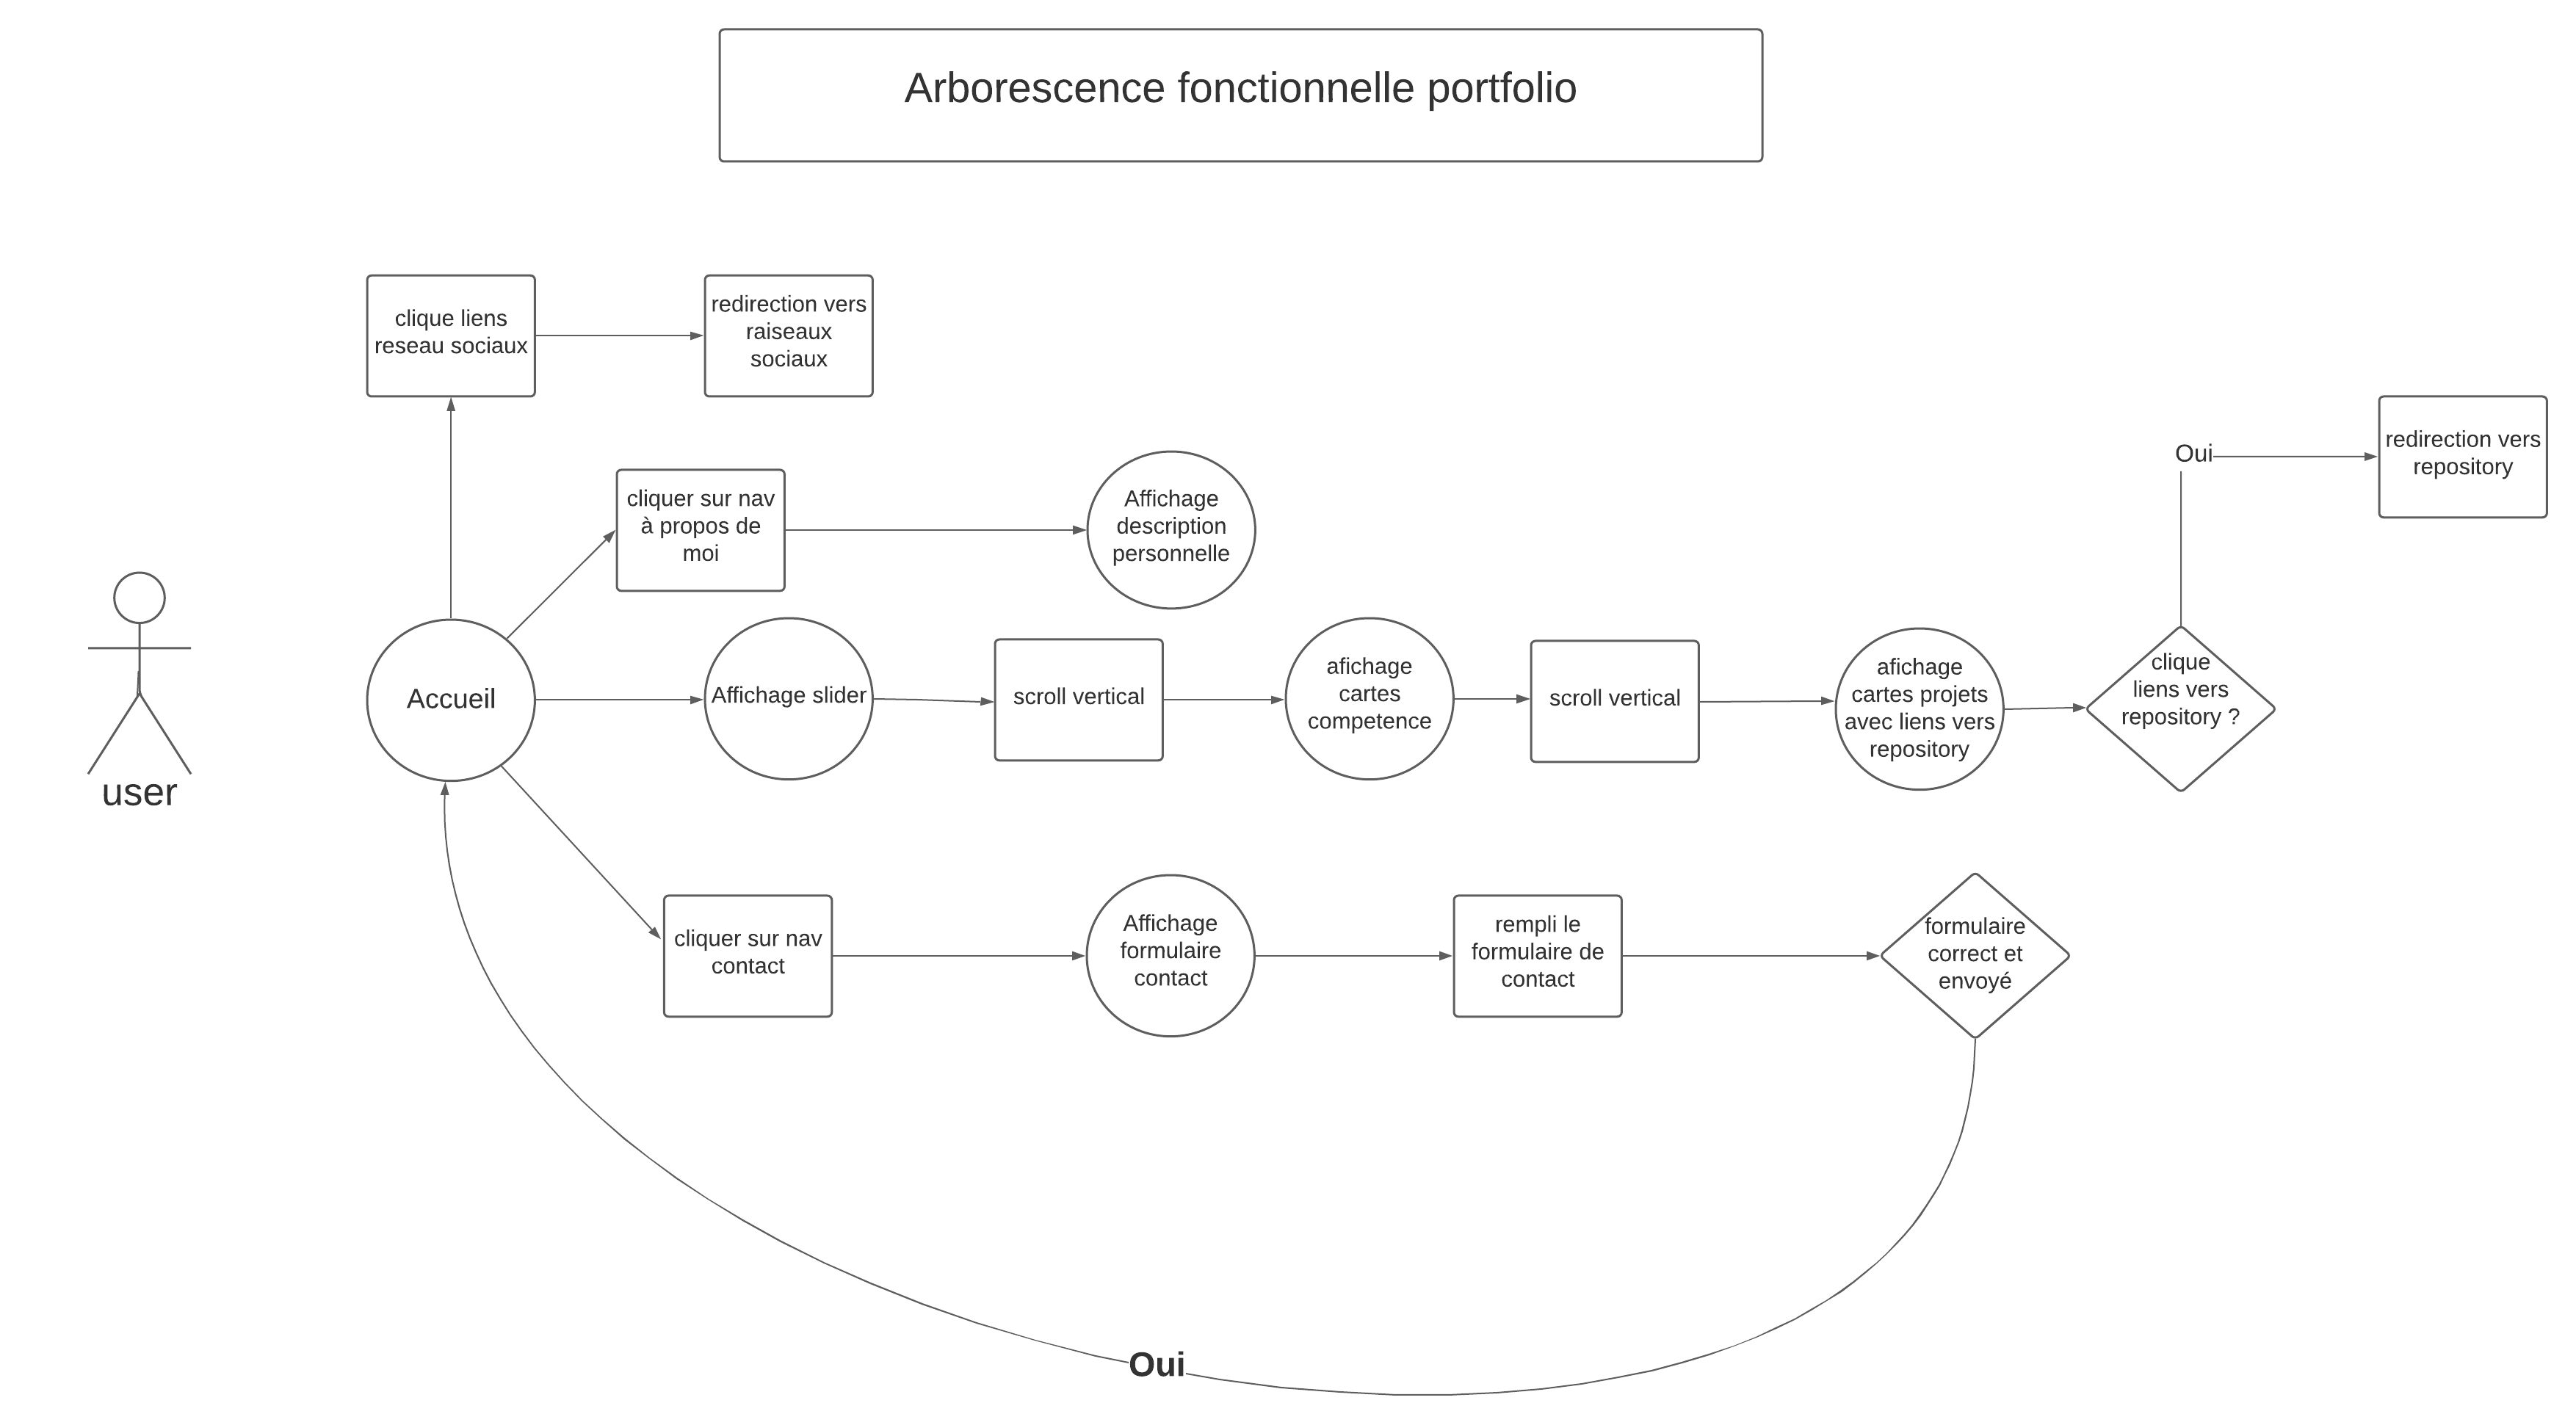 Arborescence fonctionnelle portfolio
clique liens
reseau sociaux
redirection vers
raiseaux
sociaux
cliquer sur nav
à propos de
moi
Affichage
description
personnelle
Oui
redirection vers
repository
user
Accueil
Affichage slider
scroll vertical
afichage
cartes
competence
scroll vertical
afichage
cartes projets
avec liens vers
repository
clique
liens vers
repository ?
cliquer sur nav
contact
Affichage
formulaire
contact
rempli le
formulaire de
contact
formulaire
correct et
envoyé
Oui